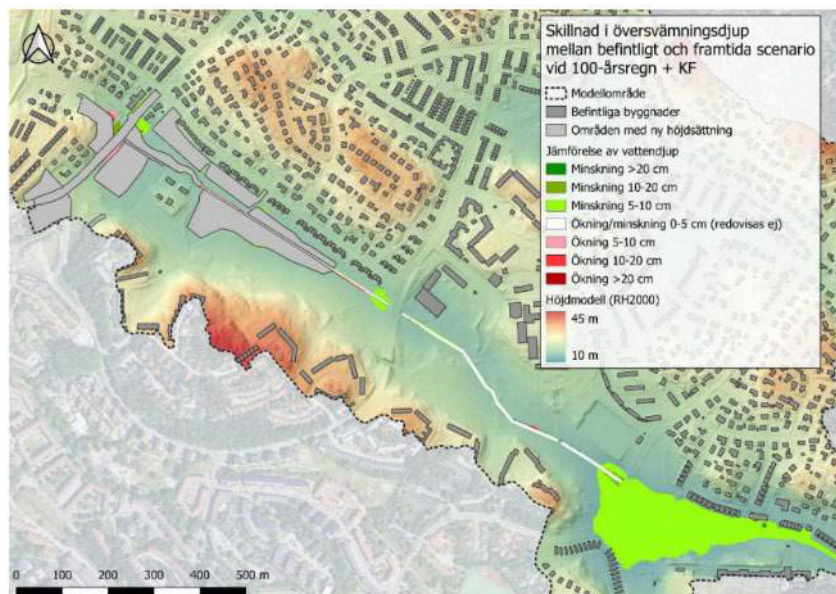 Skillnad i översvämningsdjup
mellan befintligt och framtida scenario
vid 100-årsregn + KF
Modellområde
Befintliga byggnader
Områden med ny höjdsättning
Jämförelse av vattendjup
Minskning >20 cm
Minskning 10-20 cm
Minskning 5-10 cm
Ökning/minskning 0-5 cm (redovisas ej)
Ökning 5-10 cm
Ökning 10-20 cm
Ökning >20 cm
Höjdmodell (RH2000)
45 m
10 m
0 100 200 300 400 500 m